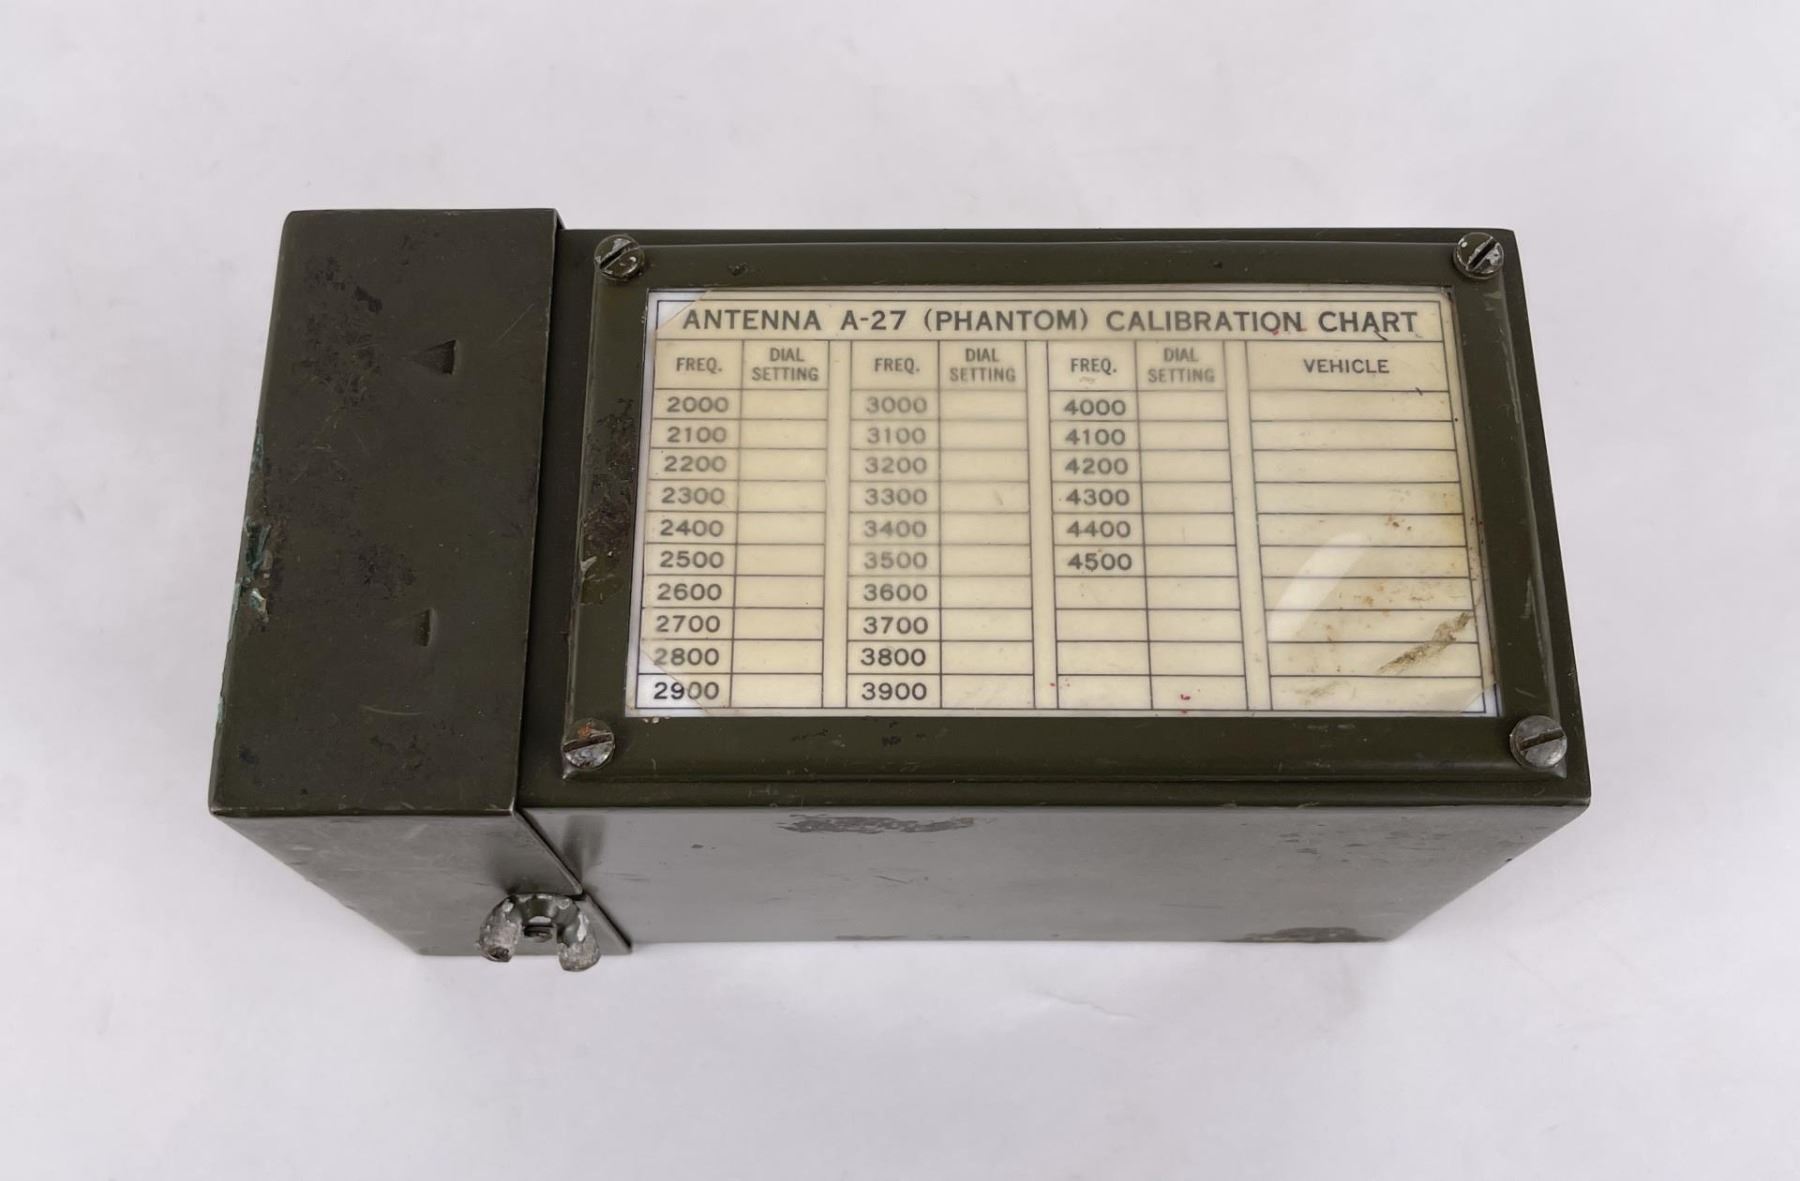 ANTENNA A-27 (PHANTOM) CALIBRATION CHART
FREQ. DIAL SETTING FREQ. DIAL SETTING FREQ. DIAL SETTING VEHICLE
2000 3000 4000
2100 3100 4100
2200 3200 4200
2300 3300 4300
2400 3400 4400
2500 3500 4500
2600 3600
2700 3700
2800 3800
2900 3900